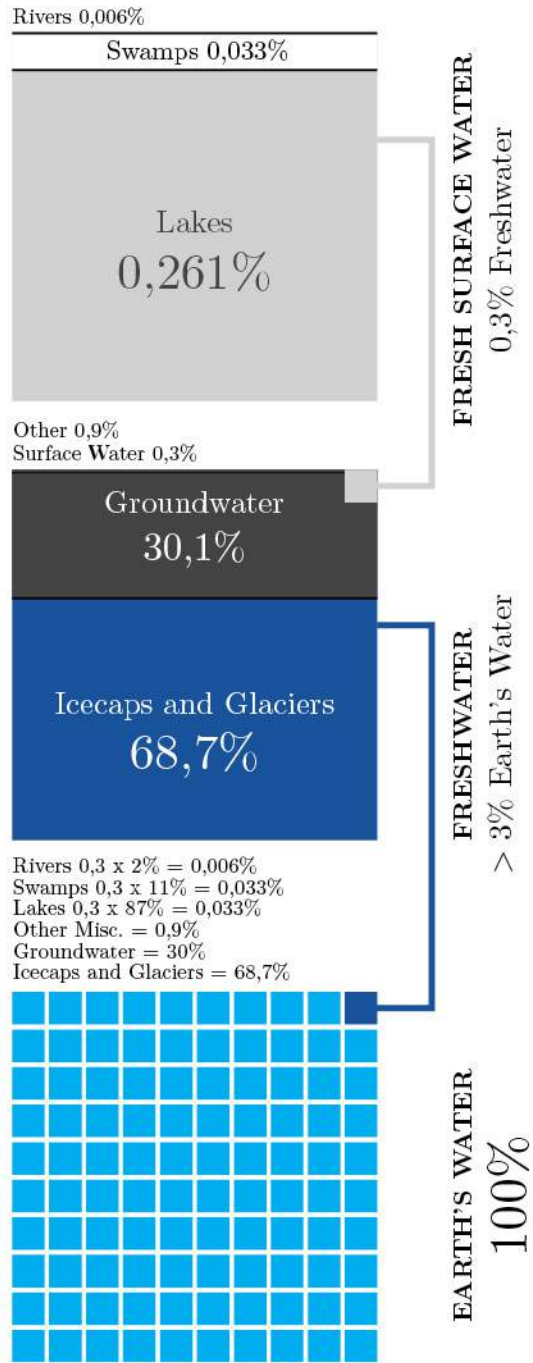 Rivers 0,006%
Swamps 0,033%
Lakes
0,261%
FRESH SURFACE WATER
0,3% Freshwater
Other 0,9%
Surface Water 0,3%
Groundwater
30,1%
Icecaps and Glaciers
68,7%
FRESHWATER
> 3% Earth's Water
Rivers 0,3 x 2% = 0,006%
Swamps 0,3 x 11% = 0,033%
Lakes 0,3 x 87% = 0,033%
Other Misc. = 0,9%
Groundwater = 30%
Icecaps and Glaciers = 68,7%
EARTH'S WATER
100%